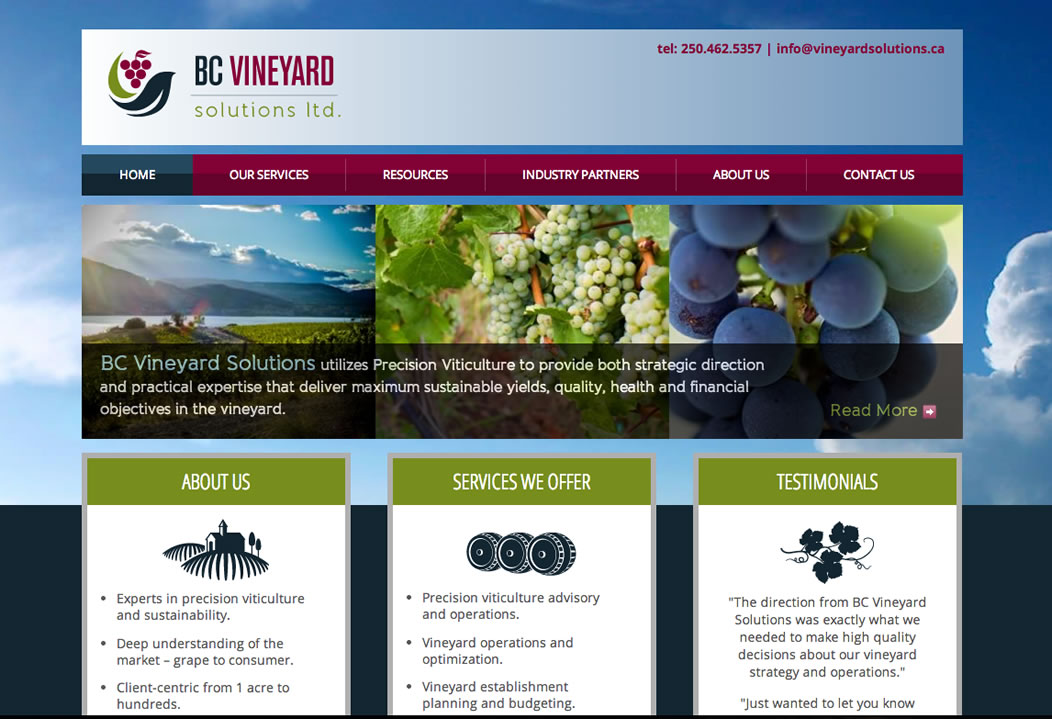 tel: 250.462.5357 | info@vineyardsolutions.ca
BC VINEYARD
solutions ltd.
HOME
OUR SERVICES
RESOURCES
INDUSTRY PARTNERS
ABOUT US
CONTACT US
BC Vineyard Solutions utilizes Precision Viticulture to provide both strategic direction
and practical expertise that deliver maximum sustainable yields, quality, health and financial
objectives in the vineyard.
Read More
ABOUT US
Experts in precision viticulture
and sustainability.
Deep understanding of the
market – grape to consumer.
Client-centric from 1 acre to
hundreds.
SERVICES WE OFFER
Precision viticulture advisory
and operations.
Vineyard operations and
optimization.
Vineyard establishment
planning and budgeting.
TESTIMONIALS
"The direction from BC Vineyard
Solutions was exactly what we
needed to make high quality
decisions about our vineyard
strategy and operations."
"Just wanted to let you know